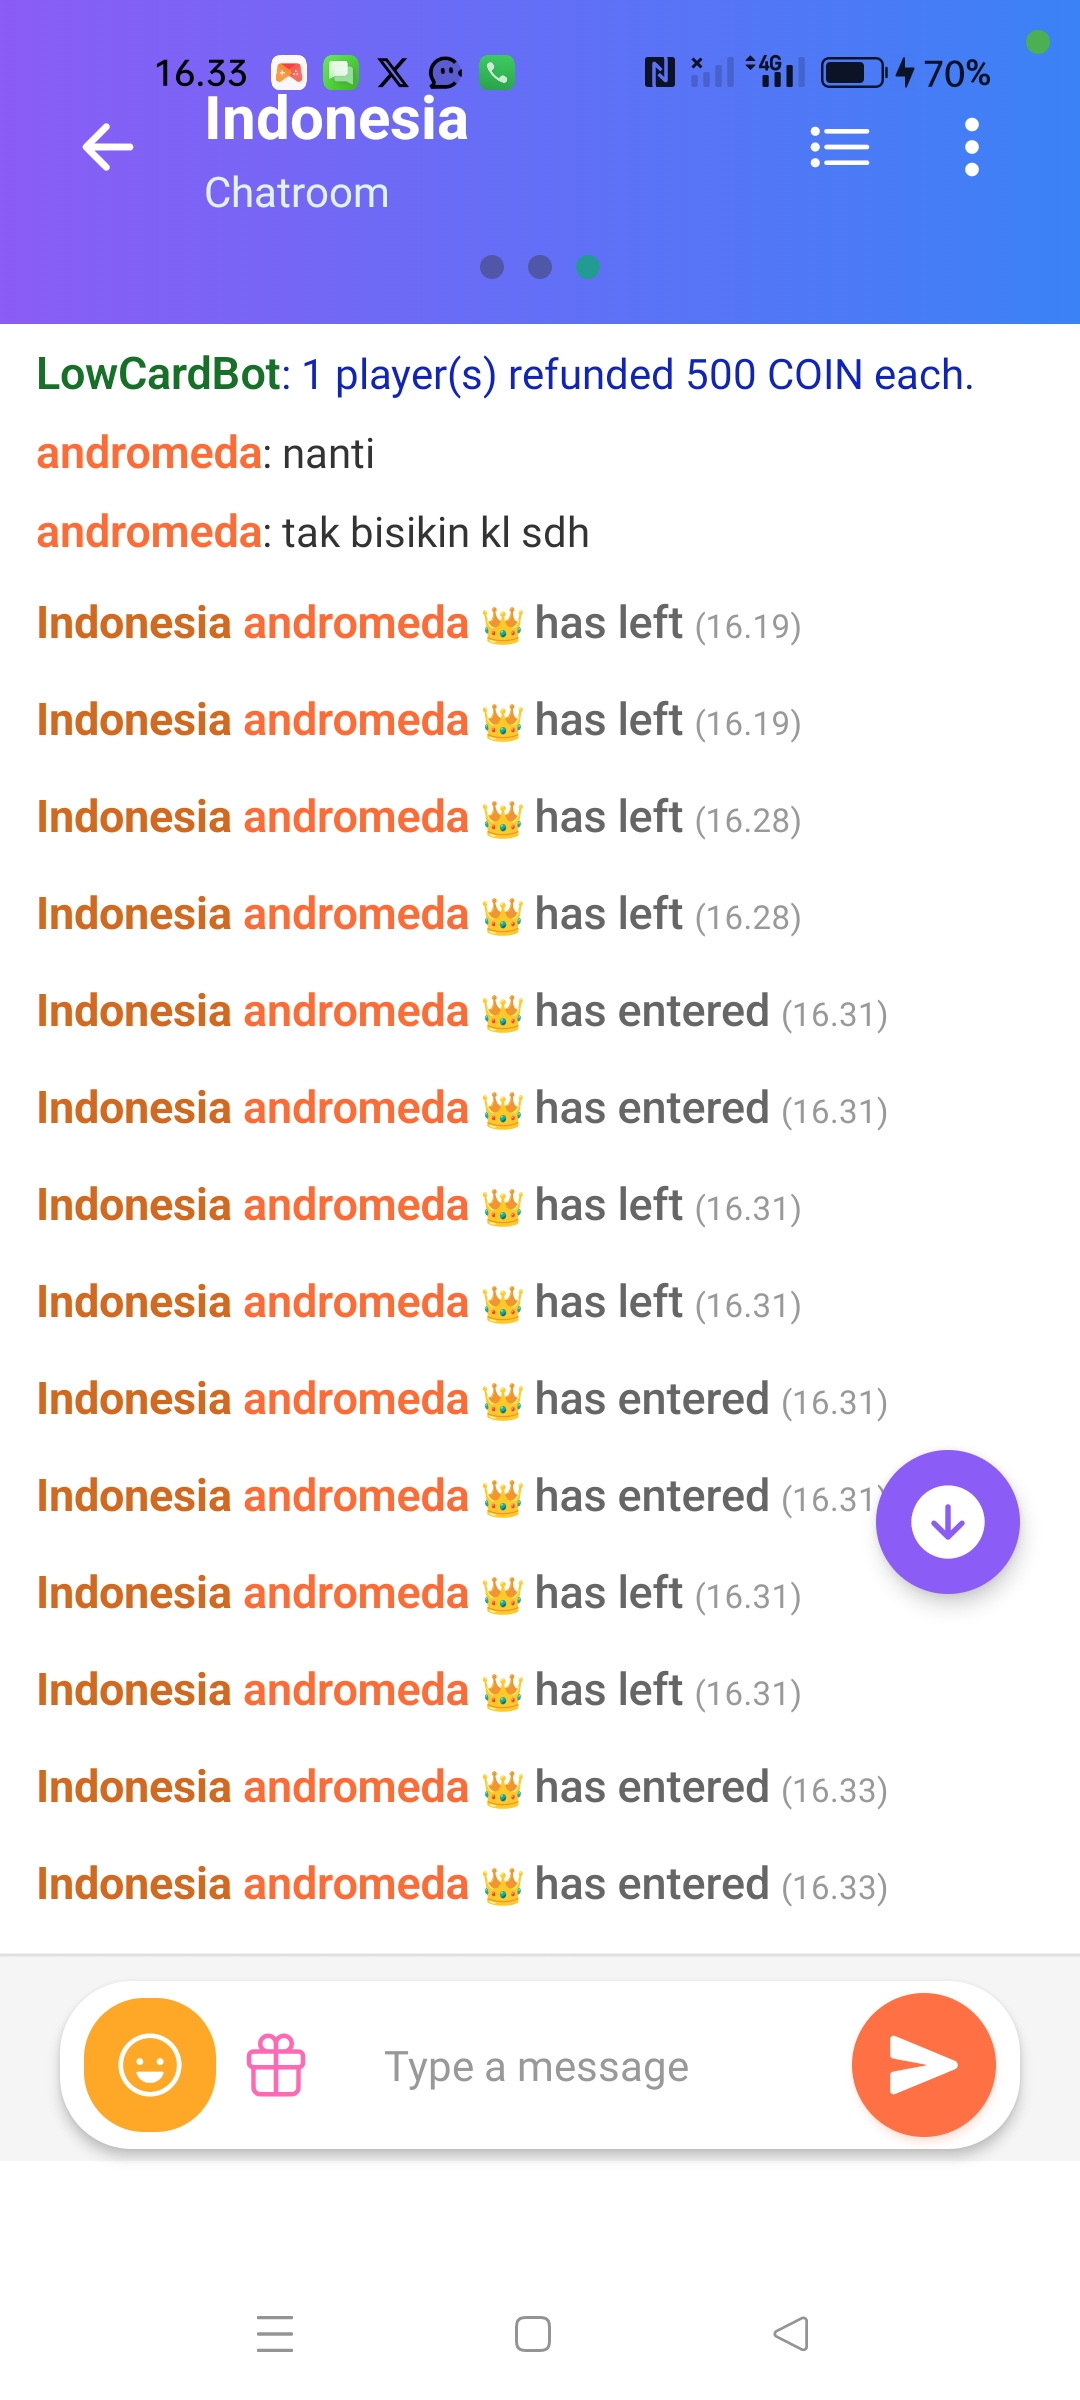 16.33
4G
70%
Indonesia
Chatroom
LowCardBot: 1 player(s) refunded 500 COIN each.
andromeda: nanti
andromeda: tak bisikin kl sdh
Indonesia andromeda 👑 has left (16.19)
Indonesia andromeda 👑 has left (16.19)
Indonesia andromeda 👑 has left (16.28)
Indonesia andromeda 👑 has left (16.28)
Indonesia andromeda 👑 has entered (16.31)
Indonesia andromeda 👑 has entered (16.31)
Indonesia andromeda 👑 has left (16.31)
Indonesia andromeda 👑 has left (16.31)
Indonesia andromeda 👑 has entered (16.31)
Indonesia andromeda 👑 has entered (16.31)
Indonesia andromeda 👑 has left (16.31)
Indonesia andromeda 👑 has left (16.31)
Indonesia andromeda 👑 has entered (16.33)
Indonesia andromeda 👑 has entered (16.33)
Type a message